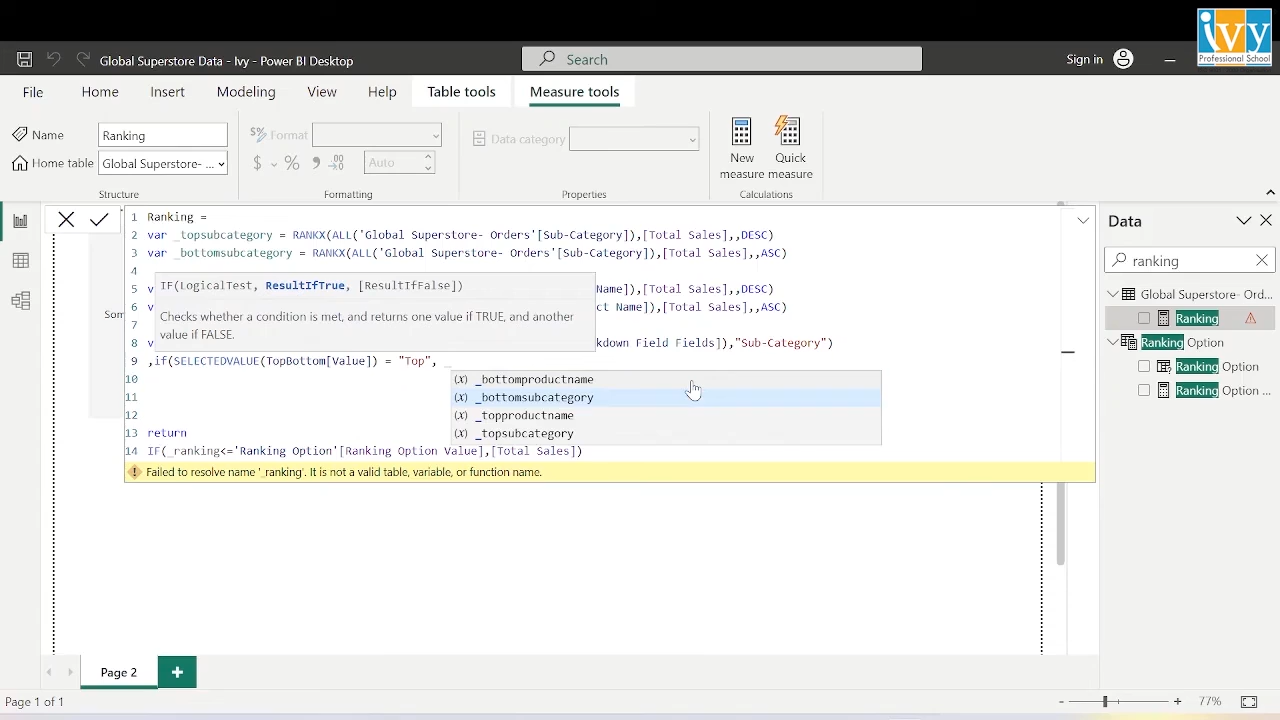 ivy
Professional School
Global Superstore Data - Ivy - Power BI Desktop
Search
Sign in
File Home Insert Modeling View Help Table tools Measure tools
Name Ranking
Home table Global Superstore- ...
Structure
Format
$ % Auto
Formatting
Data category
Properties
New measure
Quick measure
Calculations
1 Ranking =
2 var _topsubcategory = RANKX(ALL('Global Superstore- Orders'[Sub-Category]),[Total Sales],,DESC)
3 var _bottomsubcategory = RANKX(ALL('Global Superstore- Orders'[Sub-Category]),[Total Sales],,ASC)
4
IF(LogicalTest, ResultIfTrue, [ResultIfFalse])
Checks whether a condition is met, and returns one value if TRUE, and another
value if FALSE.
5 v Name]),[Total Sales],,DESC)
6 v ct Name]),[Total Sales],,ASC)
7
8 v kdown Field Fields]),"Sub-Category")
9 ,if(SELECTEDVALUE(TopBottom[Value]) = "Top", _
10
11
12
13 return
14 IF(_ranking<='Ranking Option'[Ranking Option Value],[Total Sales])
(x) _bottomproductname
(x) _bottomsubcategory
(x) _topproductname
(x) _topsubcategory
Failed to resolve name '_ranking'. It is not a valid table, variable, or function name.
Som
Data
ranking
Global Superstore- Ord...
Ranking
Ranking Option
Ranking Option
Ranking Option ...
Page 2
Page 1 of 1
- + 77%